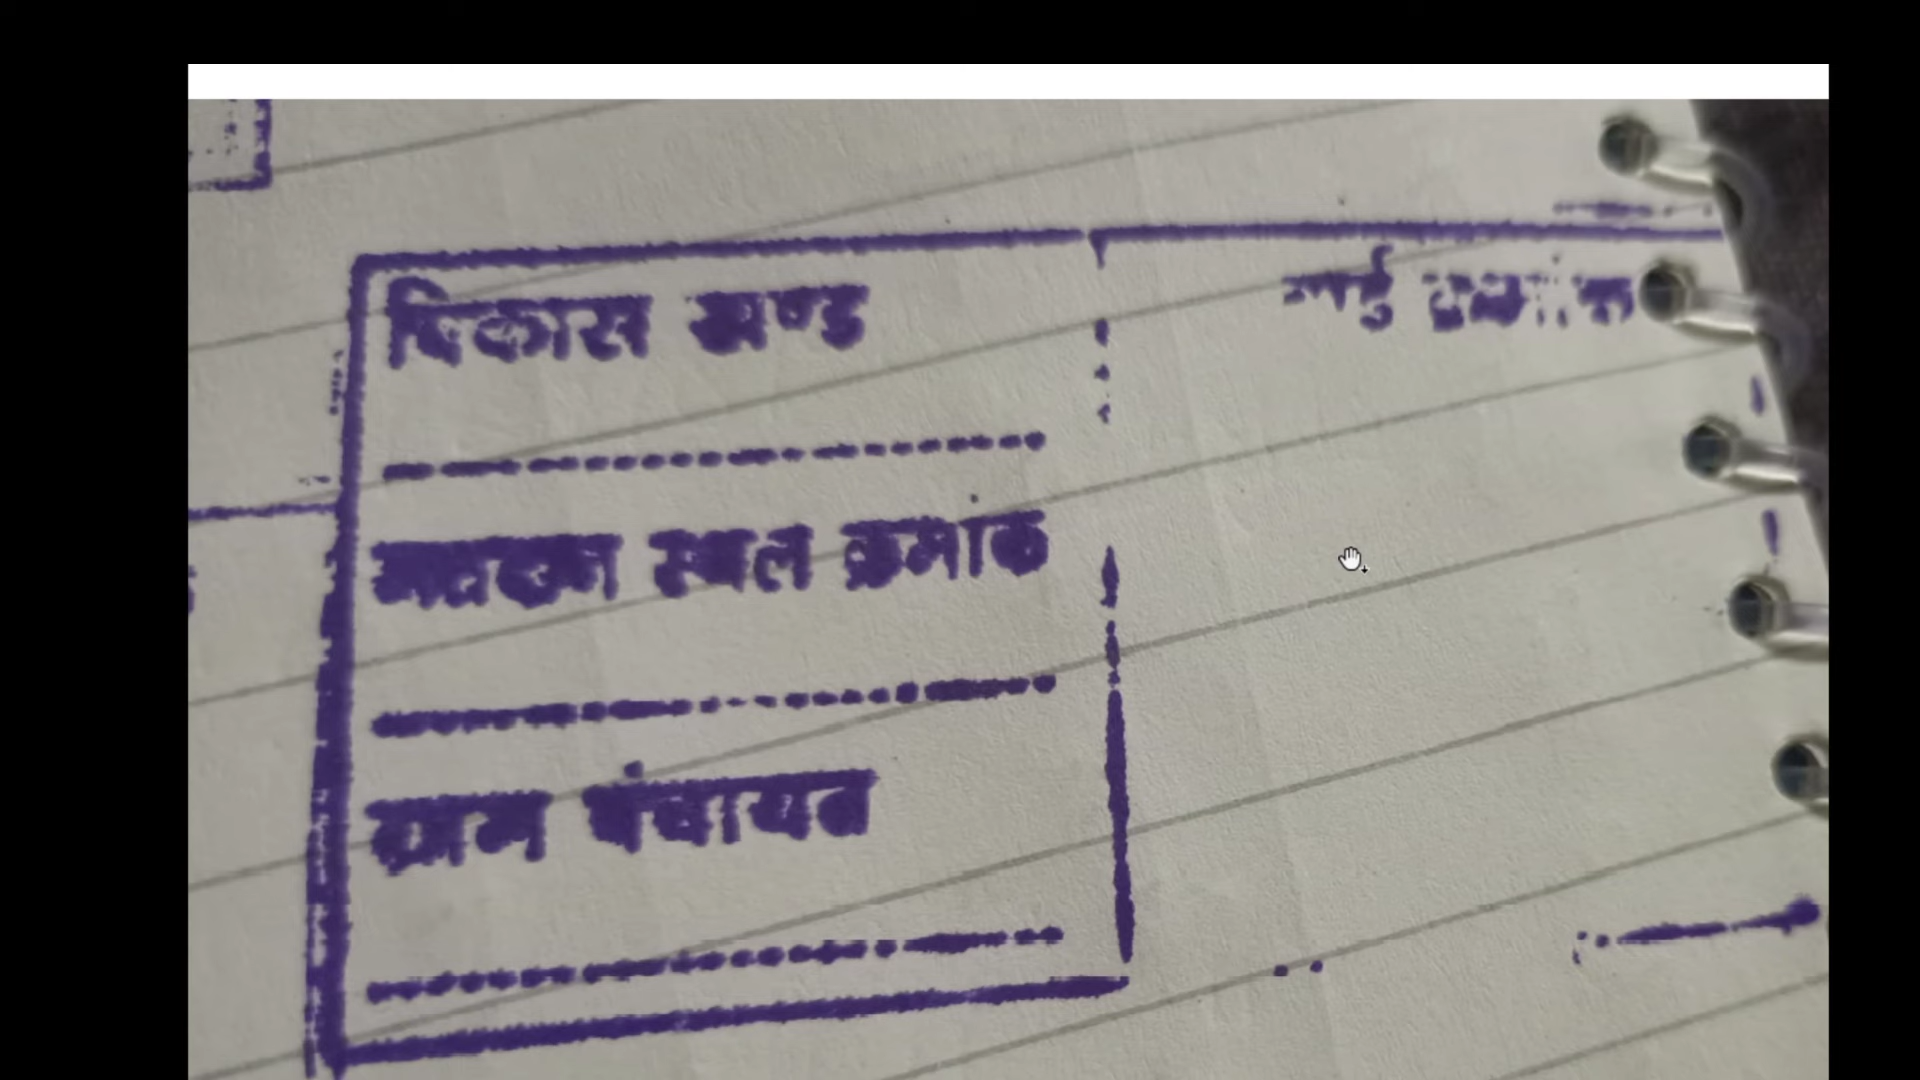 विकास खण्ड
मतदान स्थल क्रमांक
ग्राम पंचायत